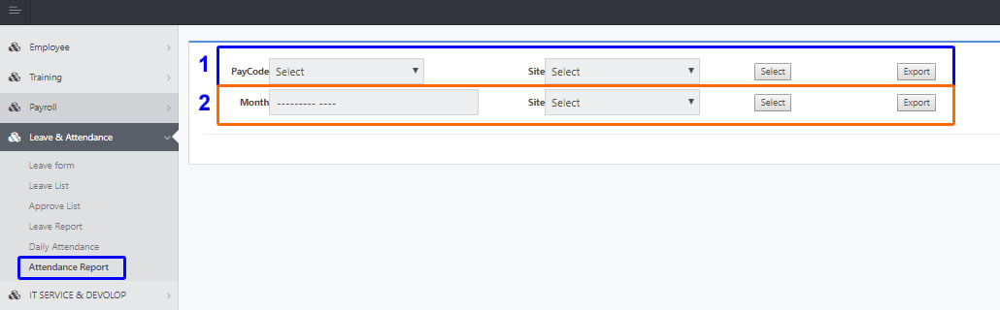 Employee
Training
Payroll
Leave & Attendance
Leave form
Leave List
Approve List
Leave Report
Daily Attendance
Attendance Report
IT SERVICE & DEVOLOP
1 PayCode Select Site Select Select Export
2 Month --------- ---- Site Select Select Export